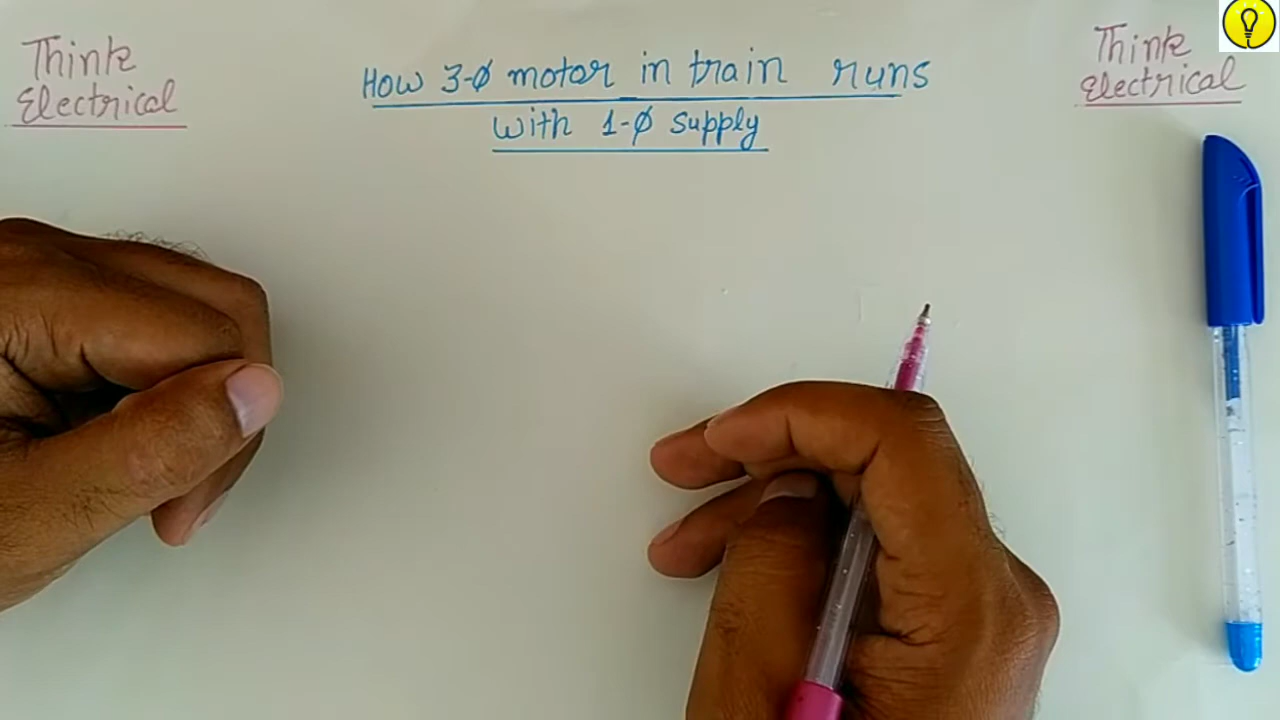 Think
Electrical
How 3-Ø motor in train runs
with 1-Ø supply
Think
Electrical